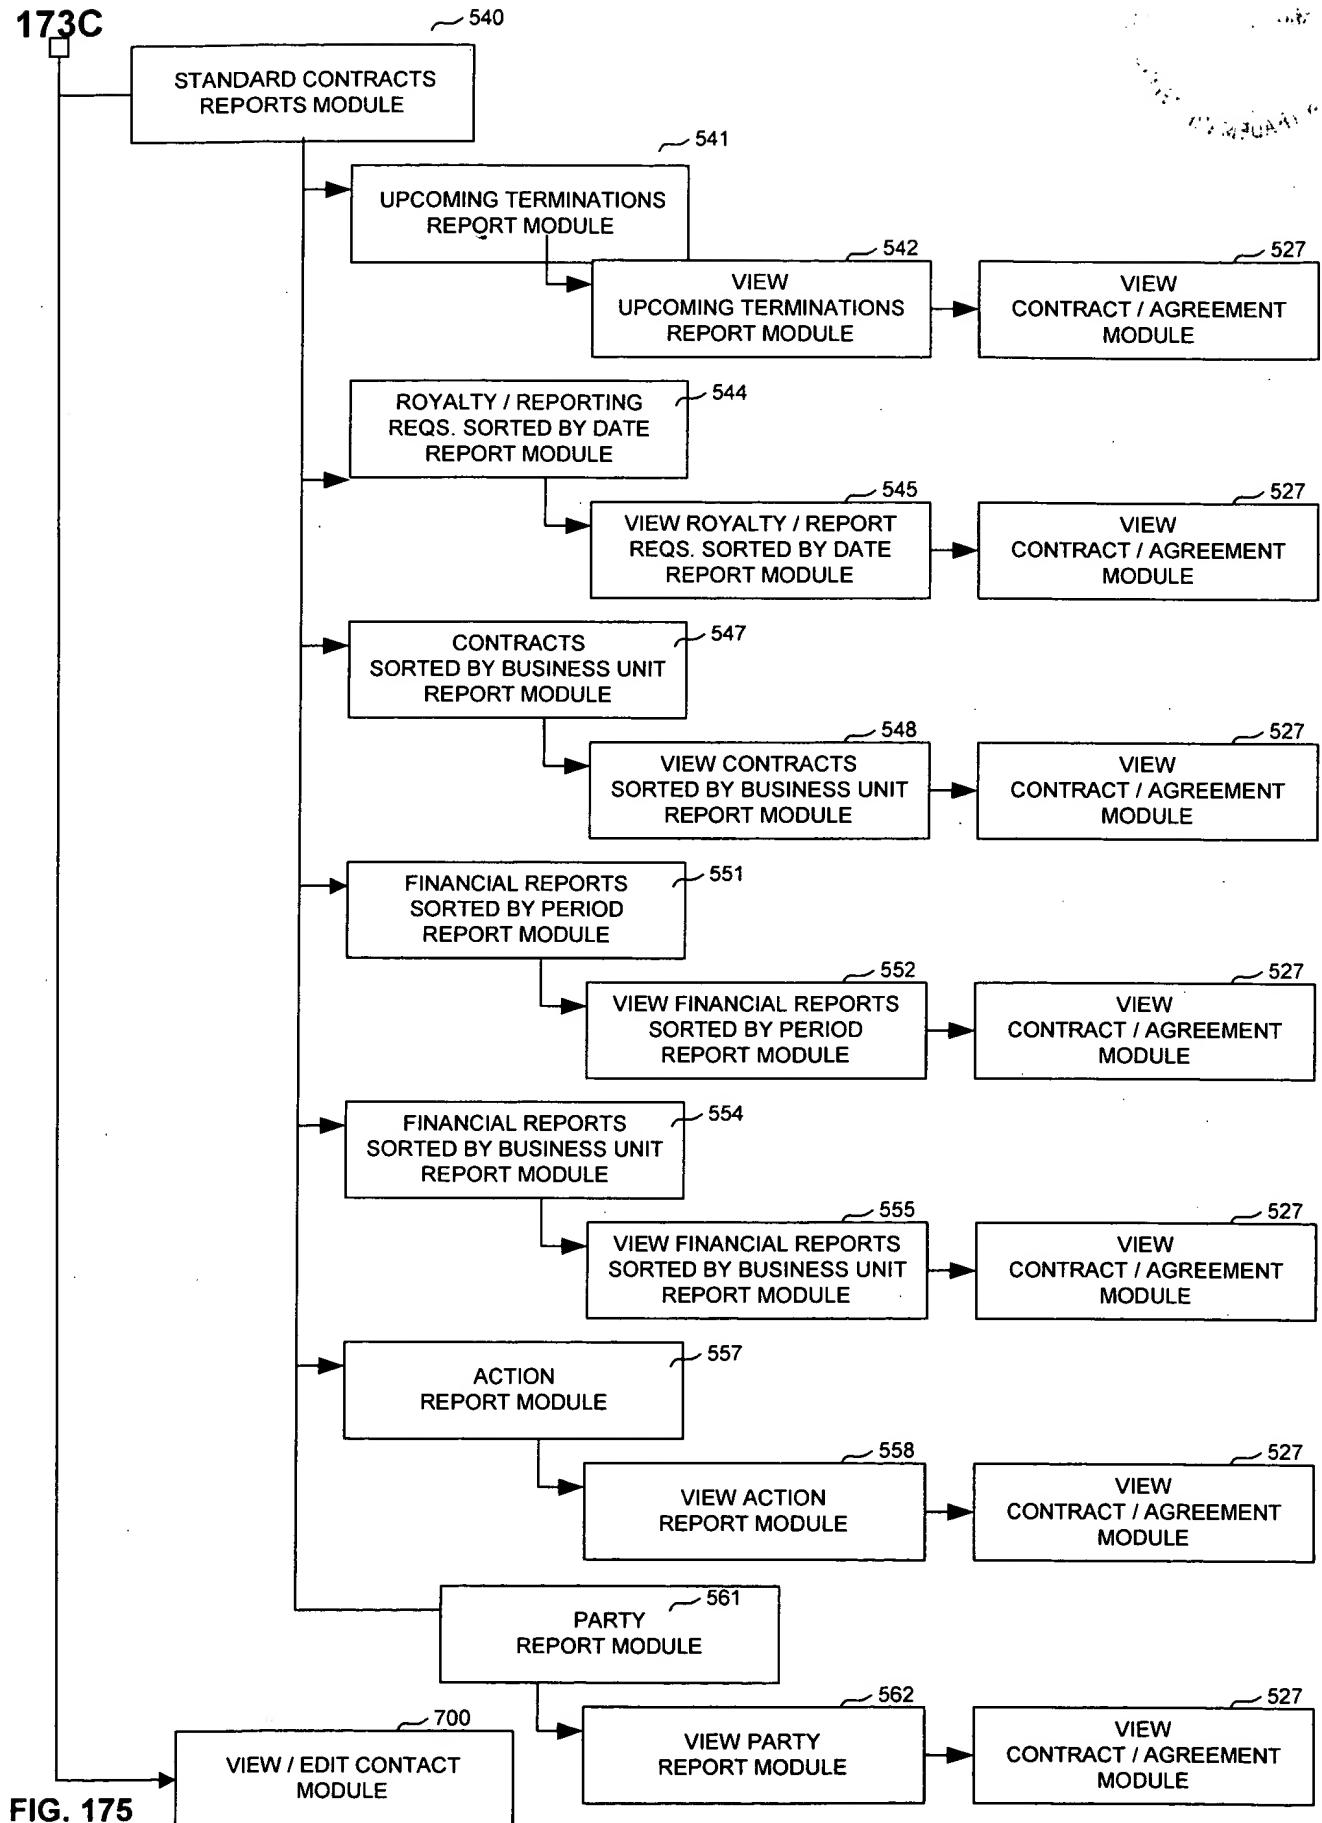 173C
540
STANDARD CONTRACTS
REPORTS MODULE
541
UPCOMING TERMINATIONS
REPORT MODULE
542
VIEW
UPCOMING TERMINATIONS
REPORT MODULE
527
VIEW
CONTRACT / AGREEMENT
MODULE
544
ROYALTY / REPORTING
REQS. SORTED BY DATE
REPORT MODULE
545
VIEW ROYALTY / REPORT
REQS. SORTED BY DATE
REPORT MODULE
527
VIEW
CONTRACT / AGREEMENT
MODULE
547
CONTRACTS
SORTED BY BUSINESS UNIT
REPORT MODULE
548
VIEW CONTRACTS
SORTED BY BUSINESS UNIT
REPORT MODULE
527
VIEW
CONTRACT / AGREEMENT
MODULE
551
FINANCIAL REPORTS
SORTED BY PERIOD
REPORT MODULE
552
VIEW FINANCIAL REPORTS
SORTED BY PERIOD
REPORT MODULE
527
VIEW
CONTRACT / AGREEMENT
MODULE
554
FINANCIAL REPORTS
SORTED BY BUSINESS UNIT
REPORT MODULE
555
VIEW FINANCIAL REPORTS
SORTED BY BUSINESS UNIT
REPORT MODULE
527
VIEW
CONTRACT / AGREEMENT
MODULE
557
ACTION
REPORT MODULE
558
VIEW ACTION
REPORT MODULE
527
VIEW
CONTRACT / AGREEMENT
MODULE
561
PARTY
REPORT MODULE
562
VIEW PARTY
REPORT MODULE
527
VIEW
CONTRACT / AGREEMENT
MODULE
700
VIEW / EDIT CONTACT
MODULE
FIG. 175